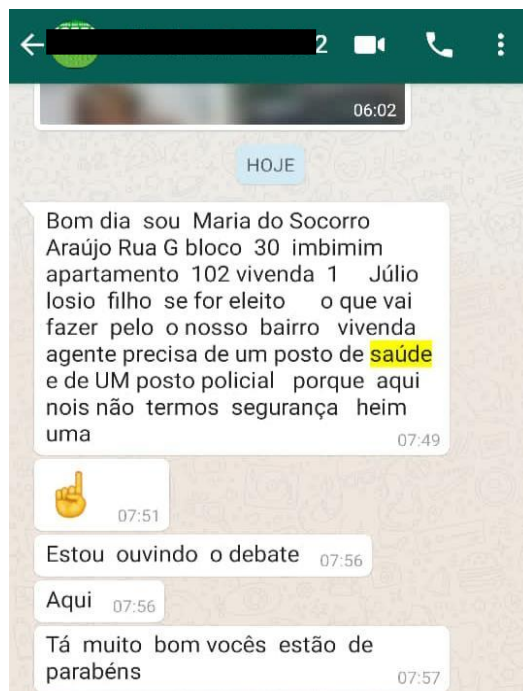 2
06:02
HOJE
Bom dia sou Maria do Socorro
Araújo Rua G bloco 30 imbimim
apartamento 102 vivenda 1 Júlio
losio filho se for eleito o que vai
fazer pelo o nosso bairro vivenda
agente precisa de um posto de saúde
e de UM posto policial porque aqui
nois não termos segurança heim
uma
07:49
07:51
Estou ouvindo o debate 07:56
Aqui 07:56
Tá muito bom vocês estão de
parabéns
07:57